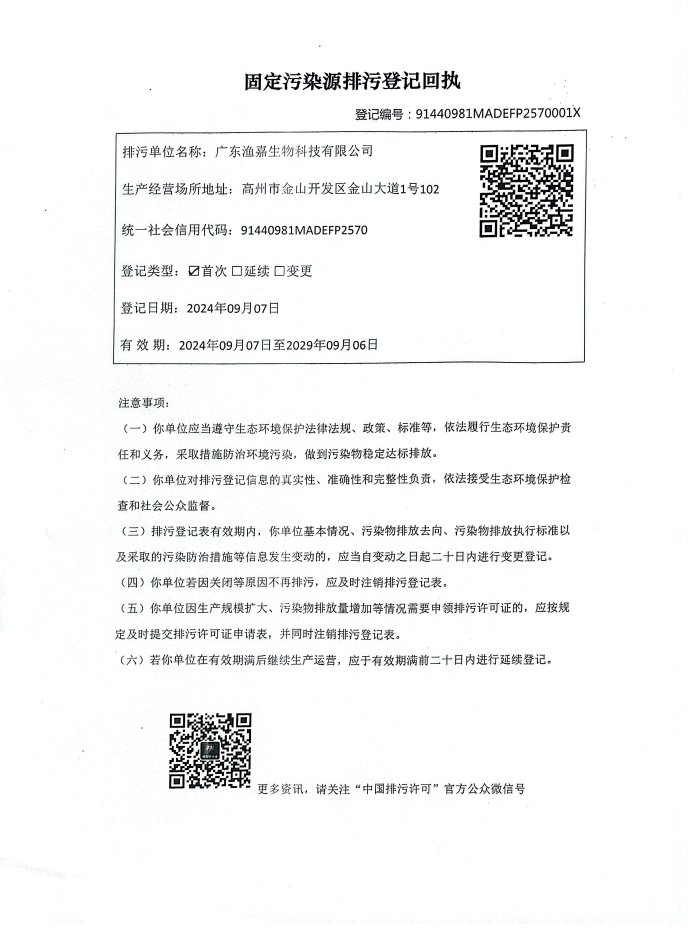 固定污染源排污登记回执
登记编号：91440981MADEFP2570001X
排污单位名称：广东渔嘉生物科技有限公司
生产经营场所地址：高州市金山开发区金山大道1号102
统一社会信用代码：91440981MADEFP2570
登记类型：☑首次 □延续 □变更
登记日期：2024年09月07日
有 效 期：2024年09月07日至2029年09月06日
注意事项：
（一）你单位应当遵守生态环境保护法律法规、政策、标准等，依法履行生态环境保护责
任和义务，采取措施防治环境污染，做到污染物稳定达标排放。
（二）你单位对排污登记信息的真实性、准确性和完整性负责，依法接受生态环境保护检
查和社会公众监督。
（三）排污登记表有效期内，你单位基本情况、污染物排放去向、污染物排放执行标准以
及采取的污染防治措施等信息发生变动的，应当自变动之日起二十日内进行变更登记。
（四）你单位若因关闭等原因不再排污，应及时注销排污登记表。
（五）你单位因生产规模扩大、污染物排放量增加等情况需要申领排污许可证的，应按规
定及时提交排污许可证申请表，并同时注销排污登记表。
（六）若你单位在有效期满后继续生产运营，应于有效期满前二十日内进行延续登记。
更多资讯，请关注“中国排污许可”官方公众微信号